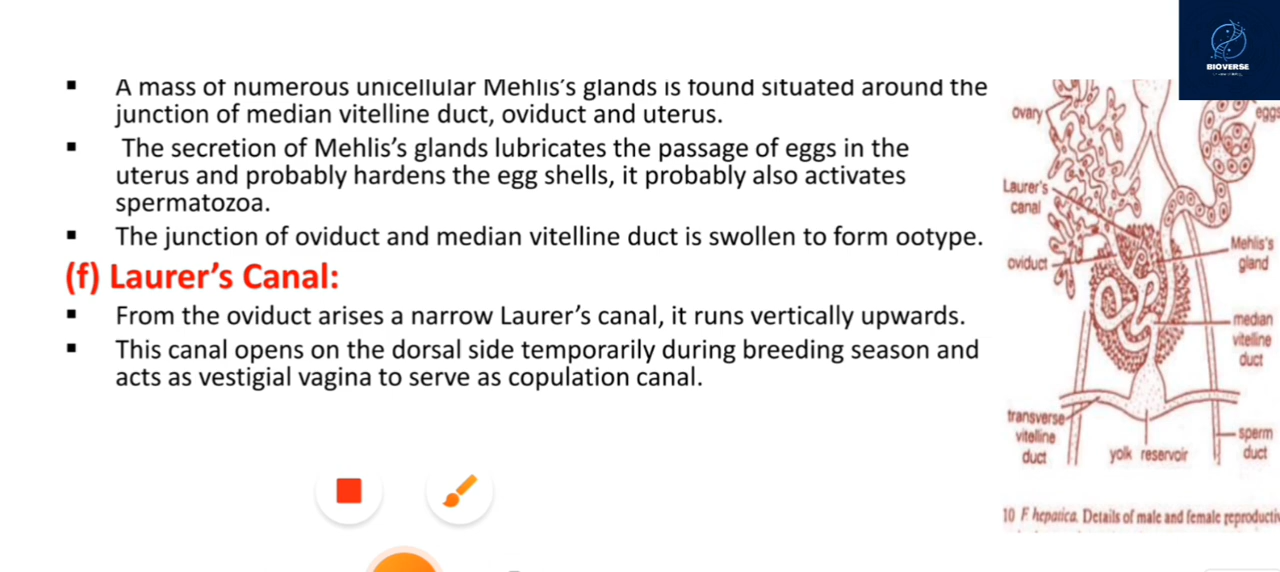 BIOVERSE
▪ A mass of numerous unicellular Mehlis's glands is found situated around the
junction of median vitelline duct, oviduct and uterus.
▪ The secretion of Mehlis's glands lubricates the passage of eggs in the
uterus and probably hardens the egg shells, it probably also activates
spermatozoa.
▪ The junction of oviduct and median vitelline duct is swollen to form ootype.
(f) Laurer's Canal:
▪ From the oviduct arises a narrow Laurer's canal, it runs vertically upwards.
▪ This canal opens on the dorsal side temporarily during breeding season and
acts as vestigial vagina to serve as copulation canal.
ovary
eggs
Laurer's
canal
Mehlis's
gland
oviduct
median
vitelline
duct
transverse
vitelline
duct
yolk reservoir
sperm
duct
10 F. hepatica. Details of male and female reproducti